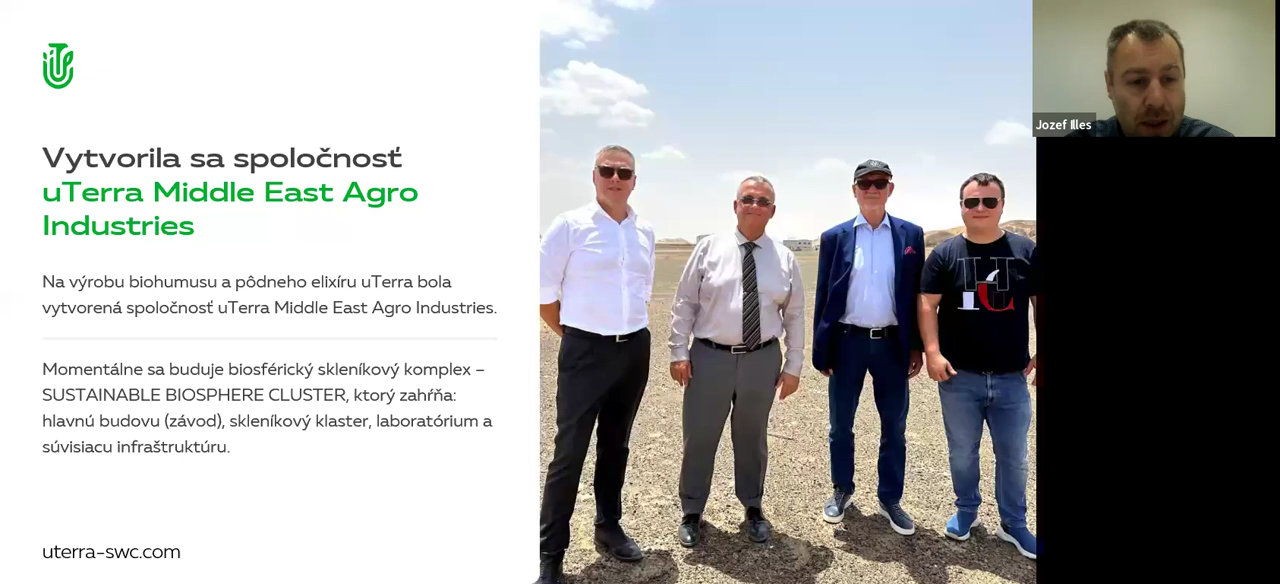 Vytvorila sa spoločnosť
uTerra Middle East Agro
Industries
Na výrobu biohumusu a pôdneho elixíru uTerra bola
vytvorená spoločnosť uTerra Middle East Agro Industries.
Momentálne sa buduje biosférický skleníkový komplex –
SUSTAINABLE BIOSPHERE CLUSTER, ktorý zahŕňa:
hlavnú budovu (závod), skleníkový klaster, laboratórium a
súvisiacu infraštruktúru.
uterra-swc.com
Jozef Illes